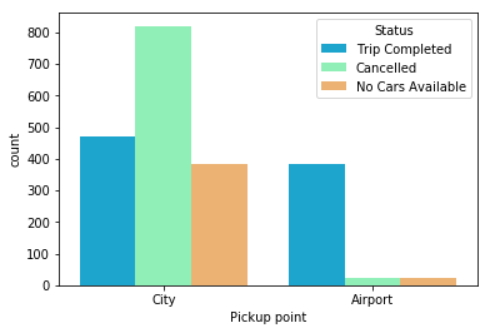 Status
Trip Completed
Cancelled
No Cars Available
800
700
600
500
400
300
200
100
0
count
City Airport
Pickup point